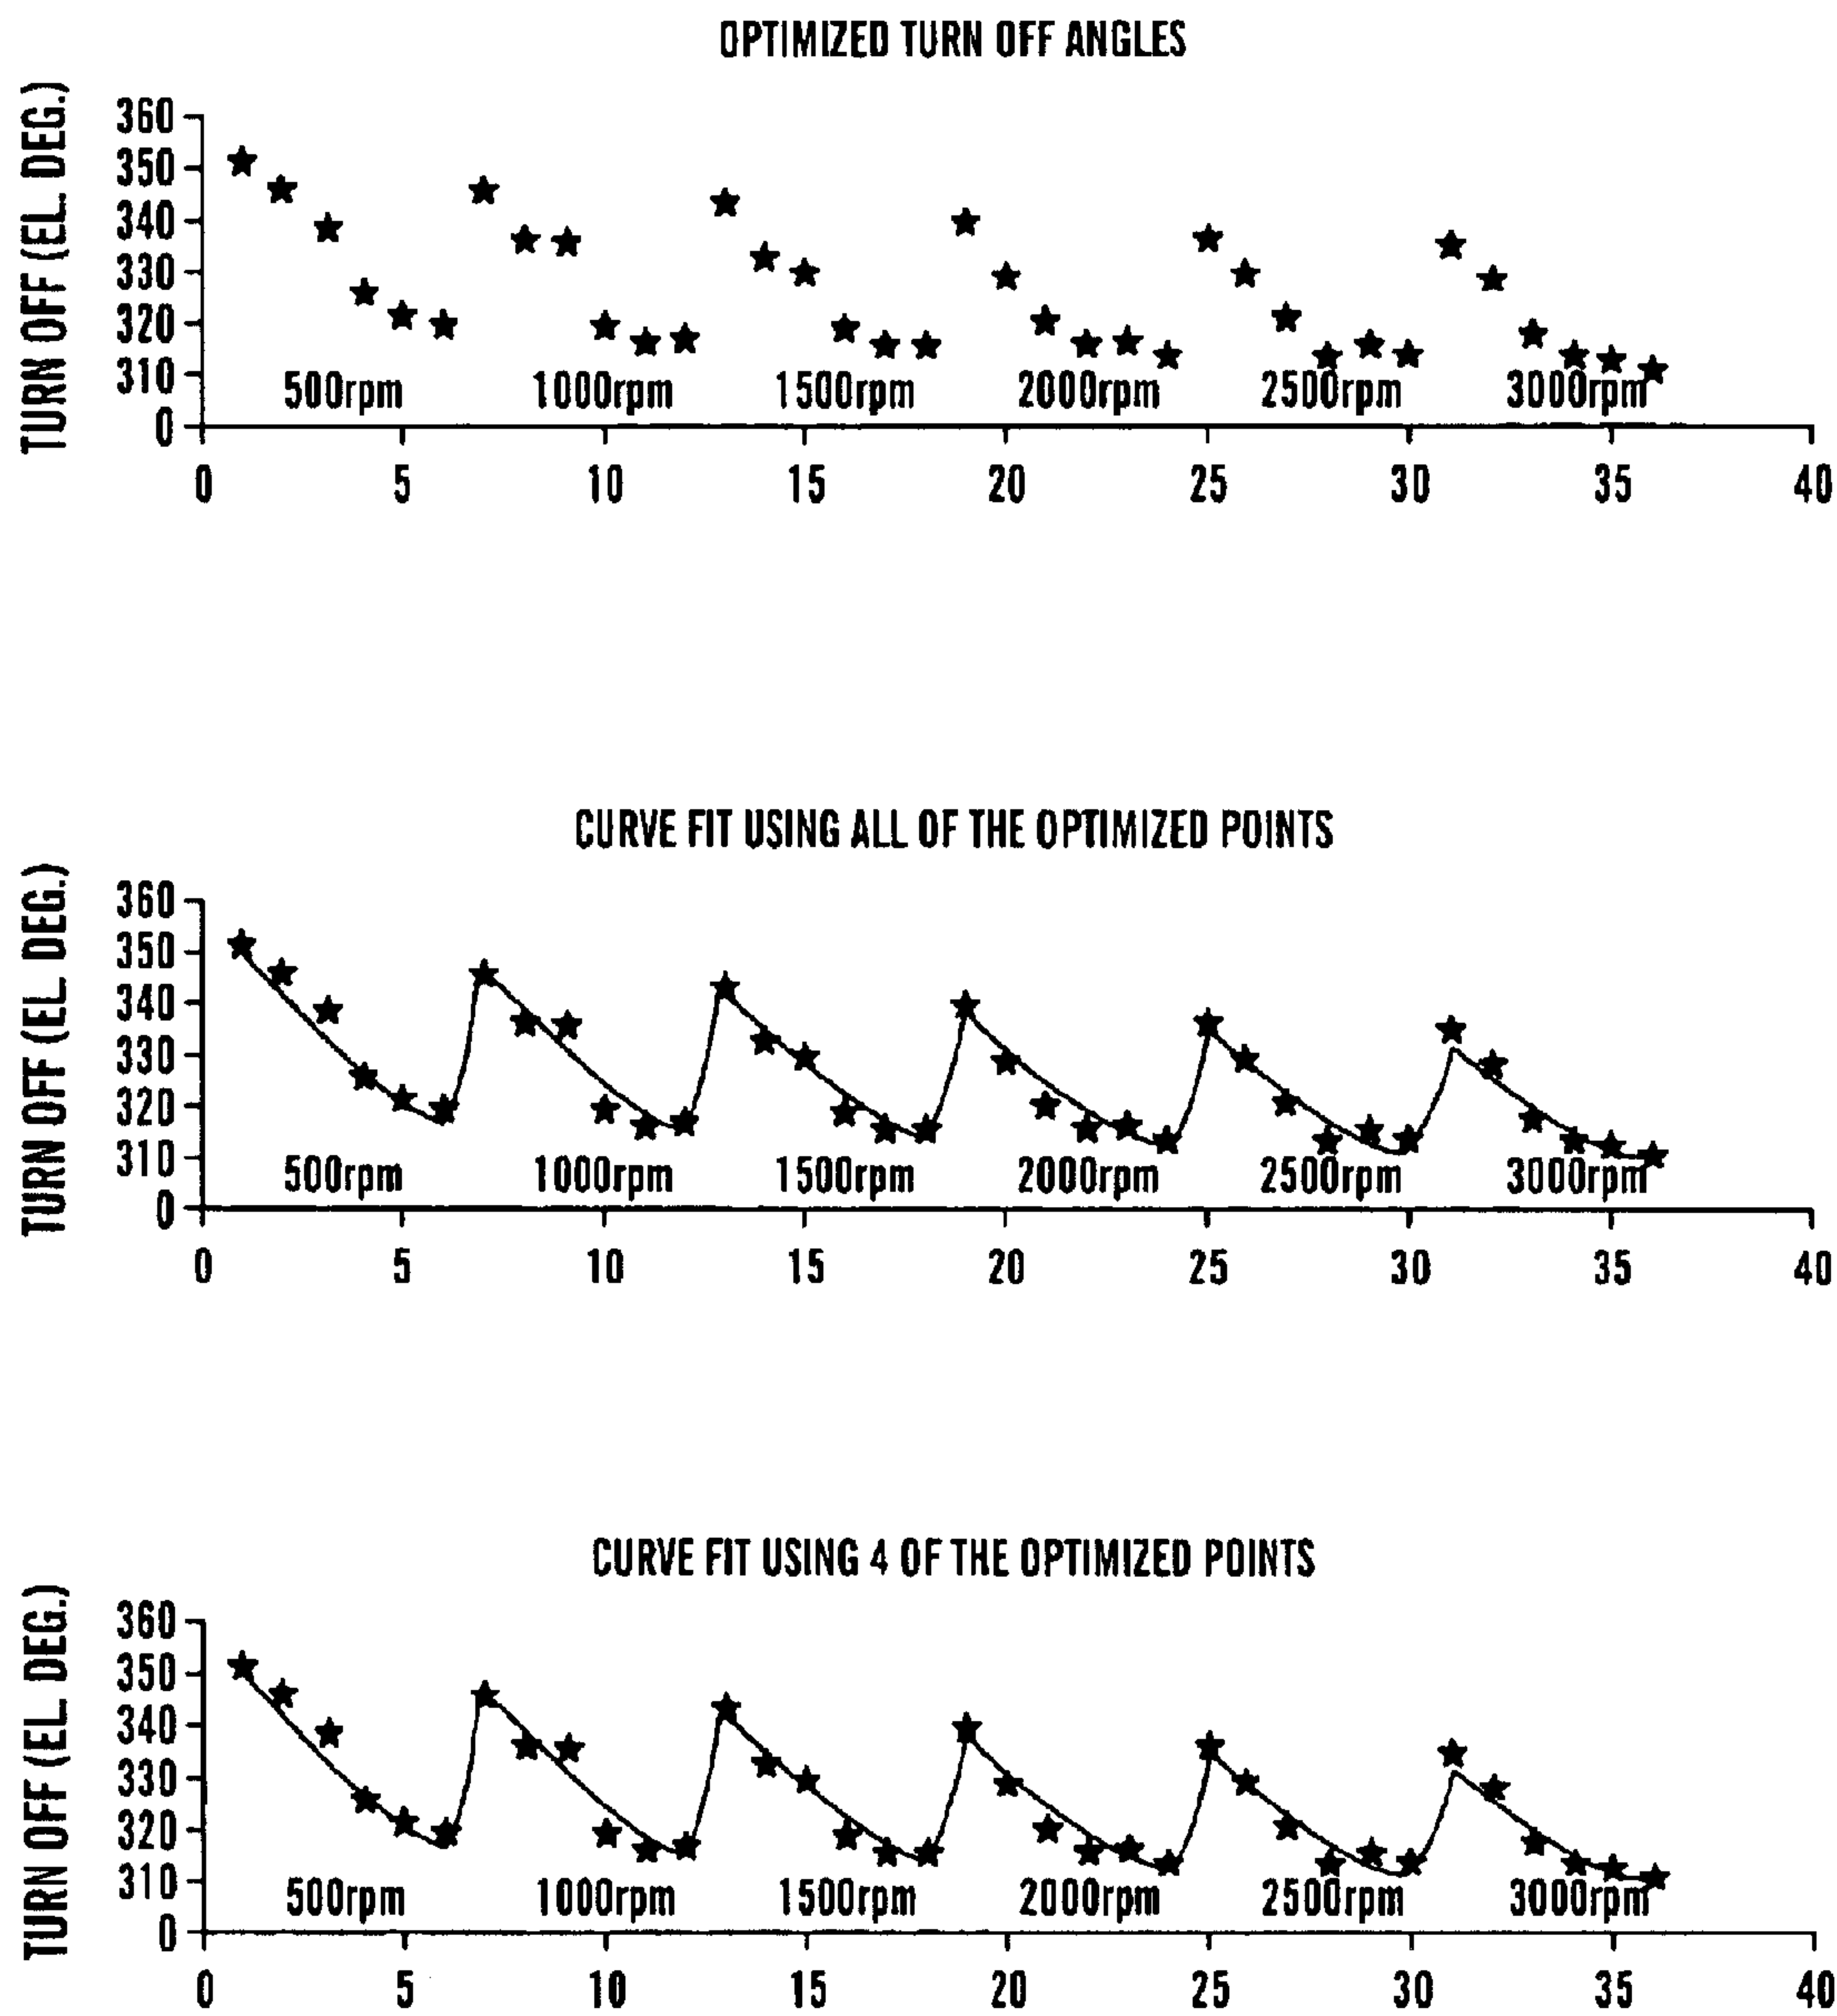 OPTIMIZED TURN OFF ANGLES
TURN OFF (EL. DEG.)
360
350
340
330
320
310
0
500rpm 1000rpm 1500rpm 2000rpm 2500rpm 3000rpm
0 5 10 15 20 25 30 35 40
CURVE FIT USING ALL OF THE OPTIMIZED POINTS
TURN OFF (EL. DEG.)
360
350
340
330
320
310
0
500rpm 1000rpm 1500rpm 2000rpm 2500rpm 3000rpm
0 5 10 15 20 25 30 35 40
CURVE FIT USING 4 OF THE OPTIMIZED POINTS
TURN OFF (EL. DEG.)
360
350
340
330
320
310
0
500rpm 1000rpm 1500rpm 2000rpm 2500rpm 3000rpm
0 5 10 15 20 25 30 35 40